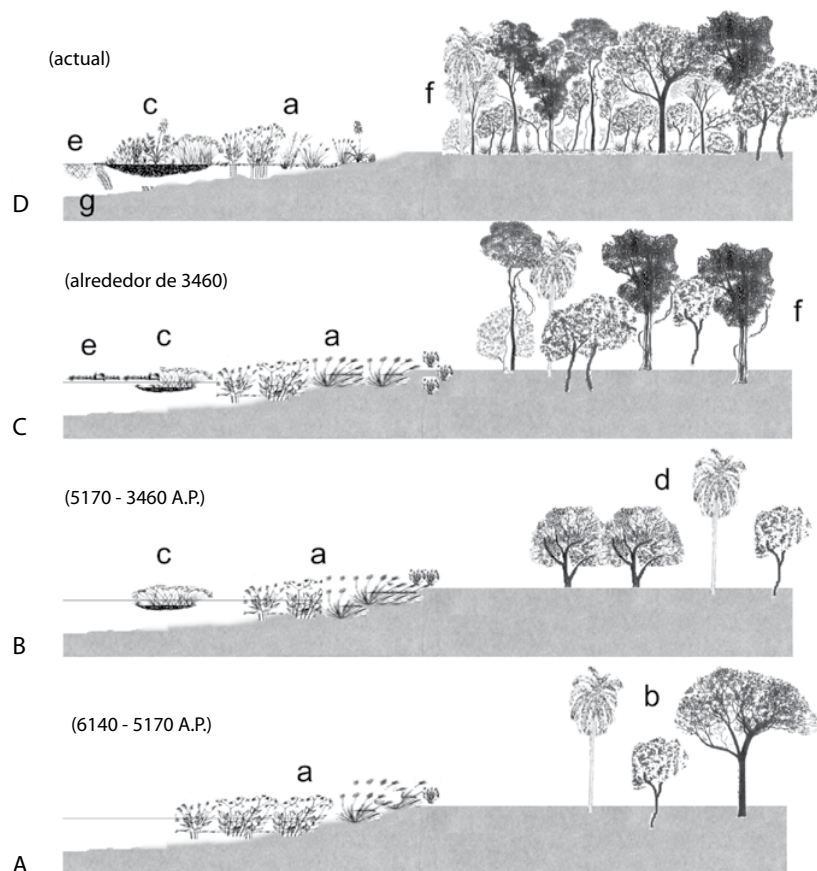 (actual)
c a f
e
g
D
(alrededor de 3460)
e c a f
C
(5170 - 3460 A.P.)
c a d
B
(6140 - 5170 A.P.)
a b
A